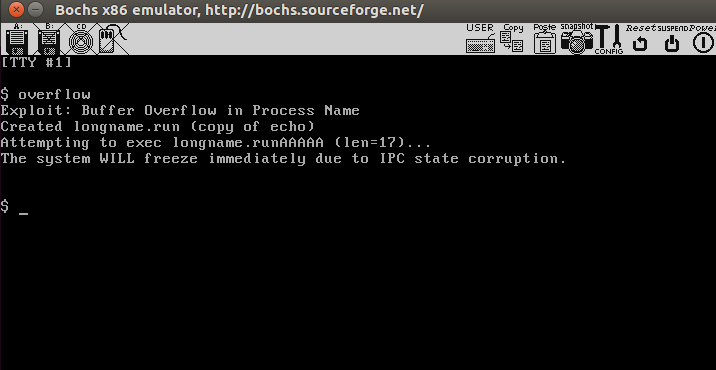 Bochs x86 emulator, http://bochs.sourceforge.net/
A: B: CD USER Copy Paste snapshot CONFIG Reset SUSPEND Power
[TTY #1]
$ overflow
Exploit: Buffer Overflow in Process Name
Created longname.run (copy of echo)
Attempting to exec longname.runAAAAA (len=17)...
The system WILL freeze immediately due to IPC state corruption.
$ _